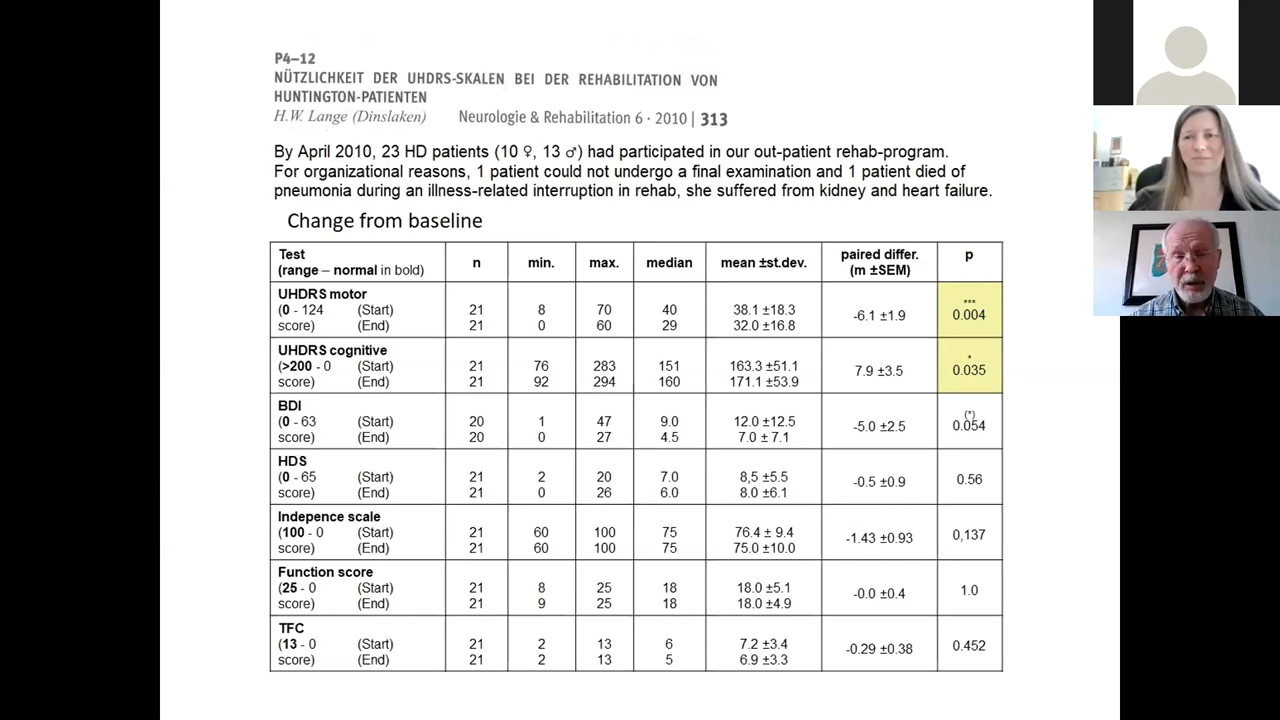 P4–12
NÜTZLICHKEIT DER UHDRS-SKALEN BEI DER REHABILITATION VON
HUNTINGTON-PATIENTEN
H.W. Lange (Dinslaken) Neurologie & Rehabilitation 6 · 2010 | 313
By April 2010, 23 HD patients (10 ♀, 13 ♂) had participated in our out-patient rehab-program.
For organizational reasons, 1 patient could not undergo a final examination and 1 patient died of
pneumonia during an illness-related interruption in rehab, she suffered from kidney and heart failure.
Change from baseline
Test
(range – normal in bold) n min. max. median mean ±st.dev. paired differ. (m ±SEM) p
UHDRS motor
(0 - 124 (Start) 21 8 70 40 38.1 ±18.3 -6.1 ±1.9 *** 0.004
score) (End) 21 0 60 29 32.0 ±16.8
UHDRS cognitive
(>200 - 0 (Start) 21 76 283 151 163.3 ±51.1 7.9 ±3.5 * 0.035
score) (End) 21 92 294 160 171.1 ±53.9
BDI
(0 - 63 (Start) 20 1 47 9.0 12.0 ±12.5 -5.0 ±2.5 (*) 0.054
score) (End) 20 0 27 4.5 7.0 ± 7.1
HDS
(0 - 65 (Start) 21 2 20 7.0 8,5 ±5.5 -0.5 ±0.9 0.56
score) (End) 21 0 26 6.0 8.0 ±6.1
Indepence scale
(100 - 0 (Start) 21 60 100 75 76.4 ± 9.4 -1.43 ±0.93 0,137
score) (End) 21 60 100 75 75.0 ±10.0
Function score
(25 - 0 (Start) 21 8 25 18 18.0 ±5.1 -0.0 ±0.4 1.0
score) (End) 21 9 25 18 18.0 ±4.9
TFC
(13 - 0 (Start) 21 2 13 6 7.2 ±3.4 -0.29 ±0.38 0.452
score) (End) 21 2 13 5 6.9 ±3.3